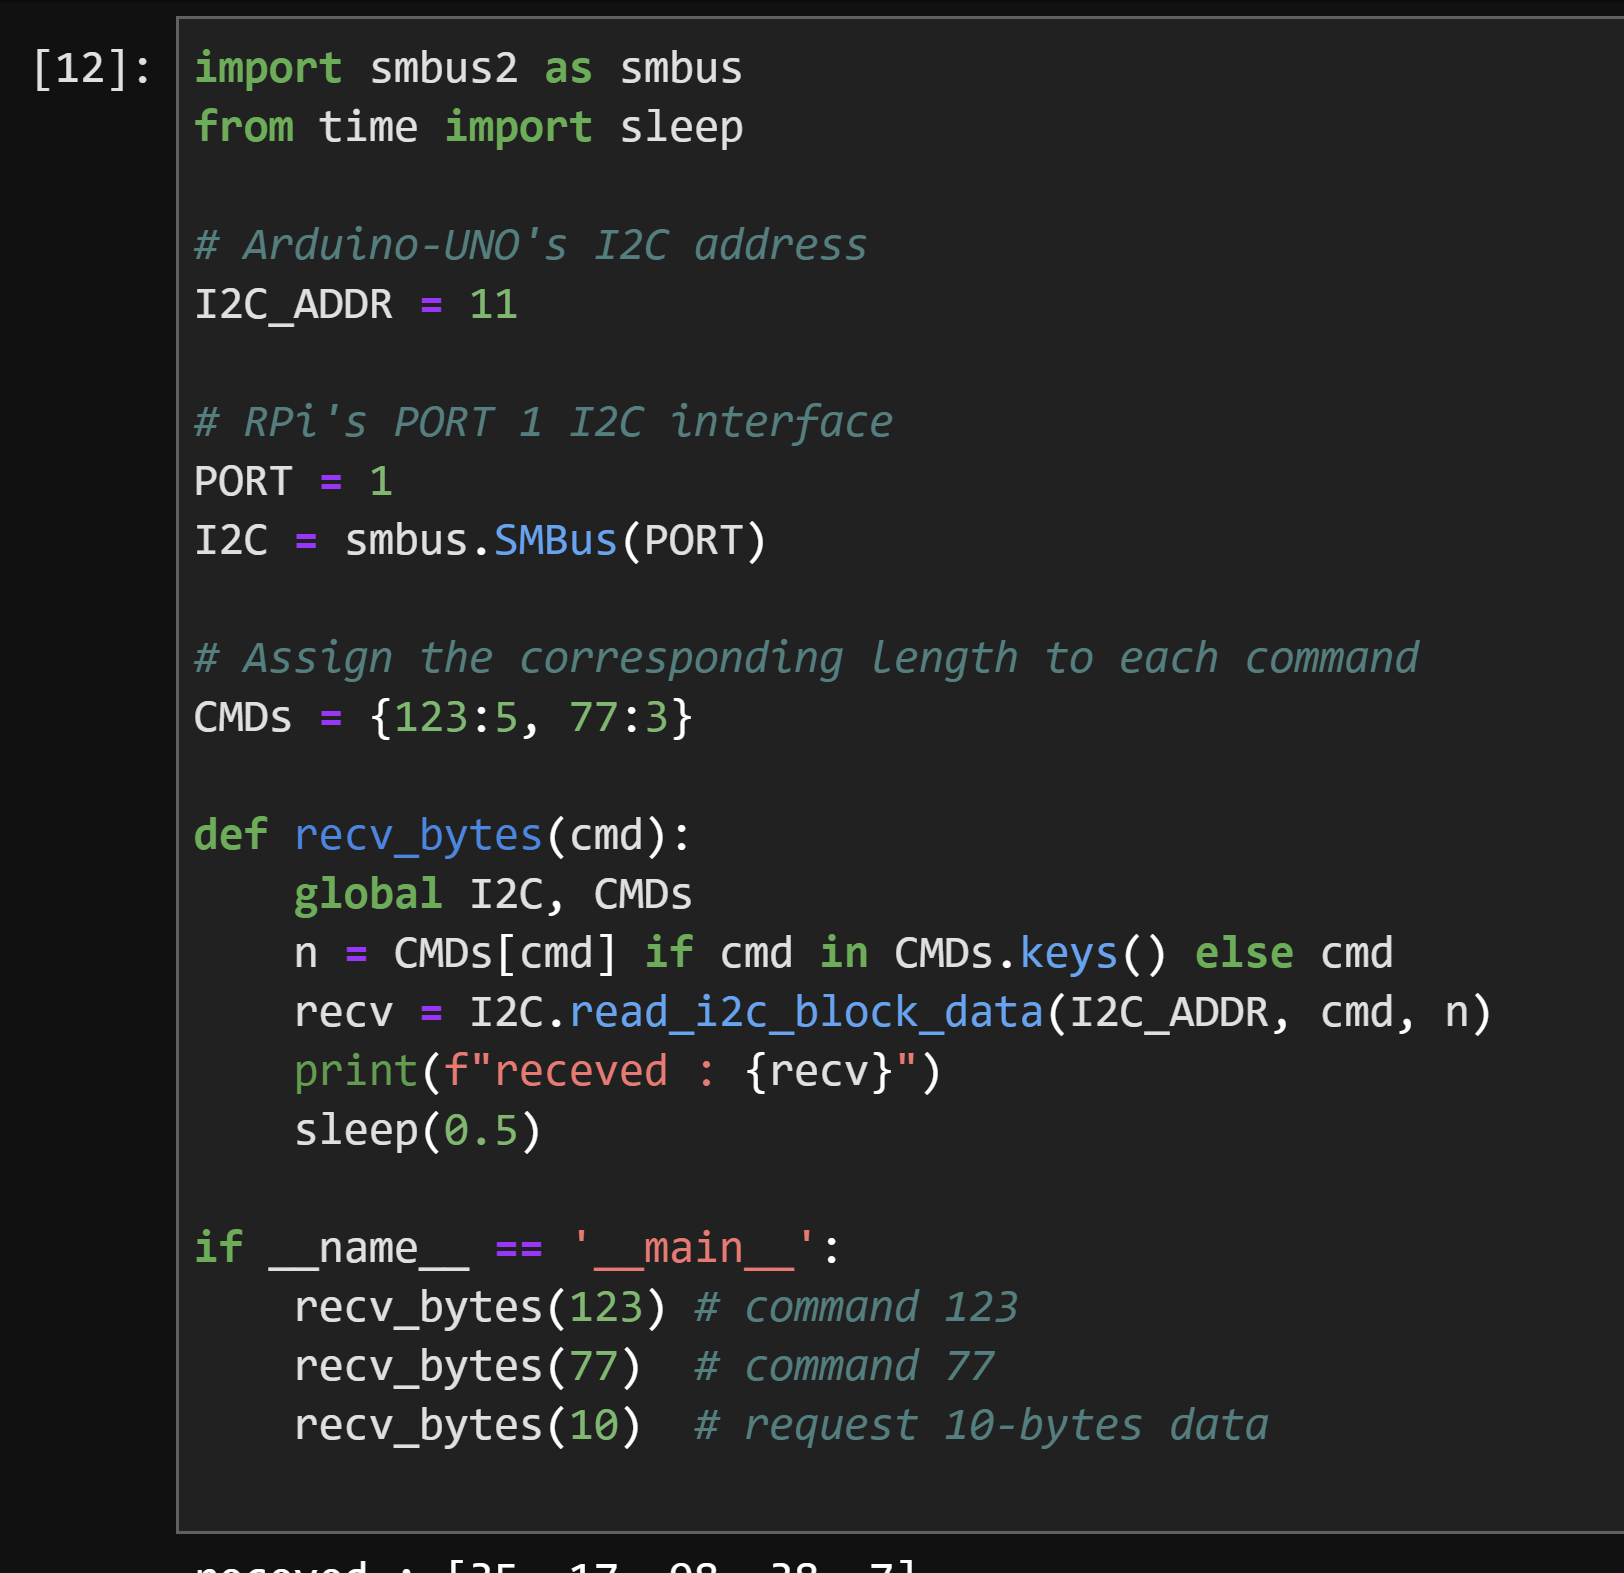 [12]:
import smbus2 as smbus
from time import sleep

# Arduino-UNO's I2C address
I2C_ADDR = 11

# RPi's PORT 1 I2C interface
PORT = 1
I2C = smbus.SMBus(PORT)

# Assign the corresponding length to each command
CMDs = {123:5, 77:3}

def recv_bytes(cmd):
    global I2C, CMDs
    n = CMDs[cmd] if cmd in CMDs.keys() else cmd
    recv = I2C.read_i2c_block_data(I2C_ADDR, cmd, n)
    print(f"receved : {recv}")
    sleep(0.5)

if __name__ == '__main__':
    recv_bytes(123) # command 123
    recv_bytes(77)  # command 77
    recv_bytes(10)  # request 10-bytes data
receved :